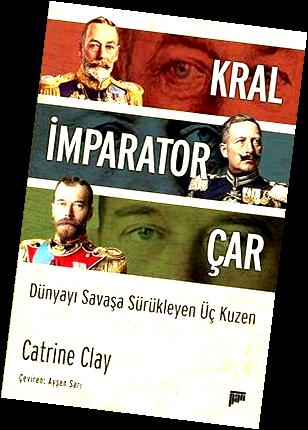 KRAL
İMPARATOR
ÇAR
Dünyayı Savaşa Sürükleyen Üç Kuzen
Catrine Clay
Çeviren: Ayşen Sarı